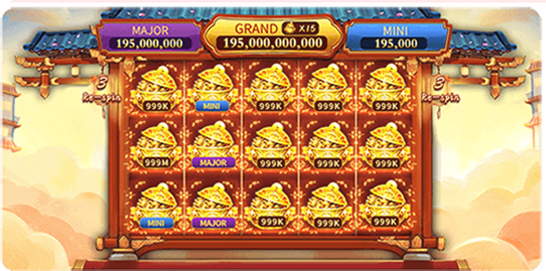 MAJOR
195,000,000
GRAND X15
195,000,000,000
MINI
195,000
3
Re-spin
3
Re-spin
999K MINI 999K 999K 999K
999M MAJOR 999K 999K 999K
MINI MAJOR 999K 999K 999K